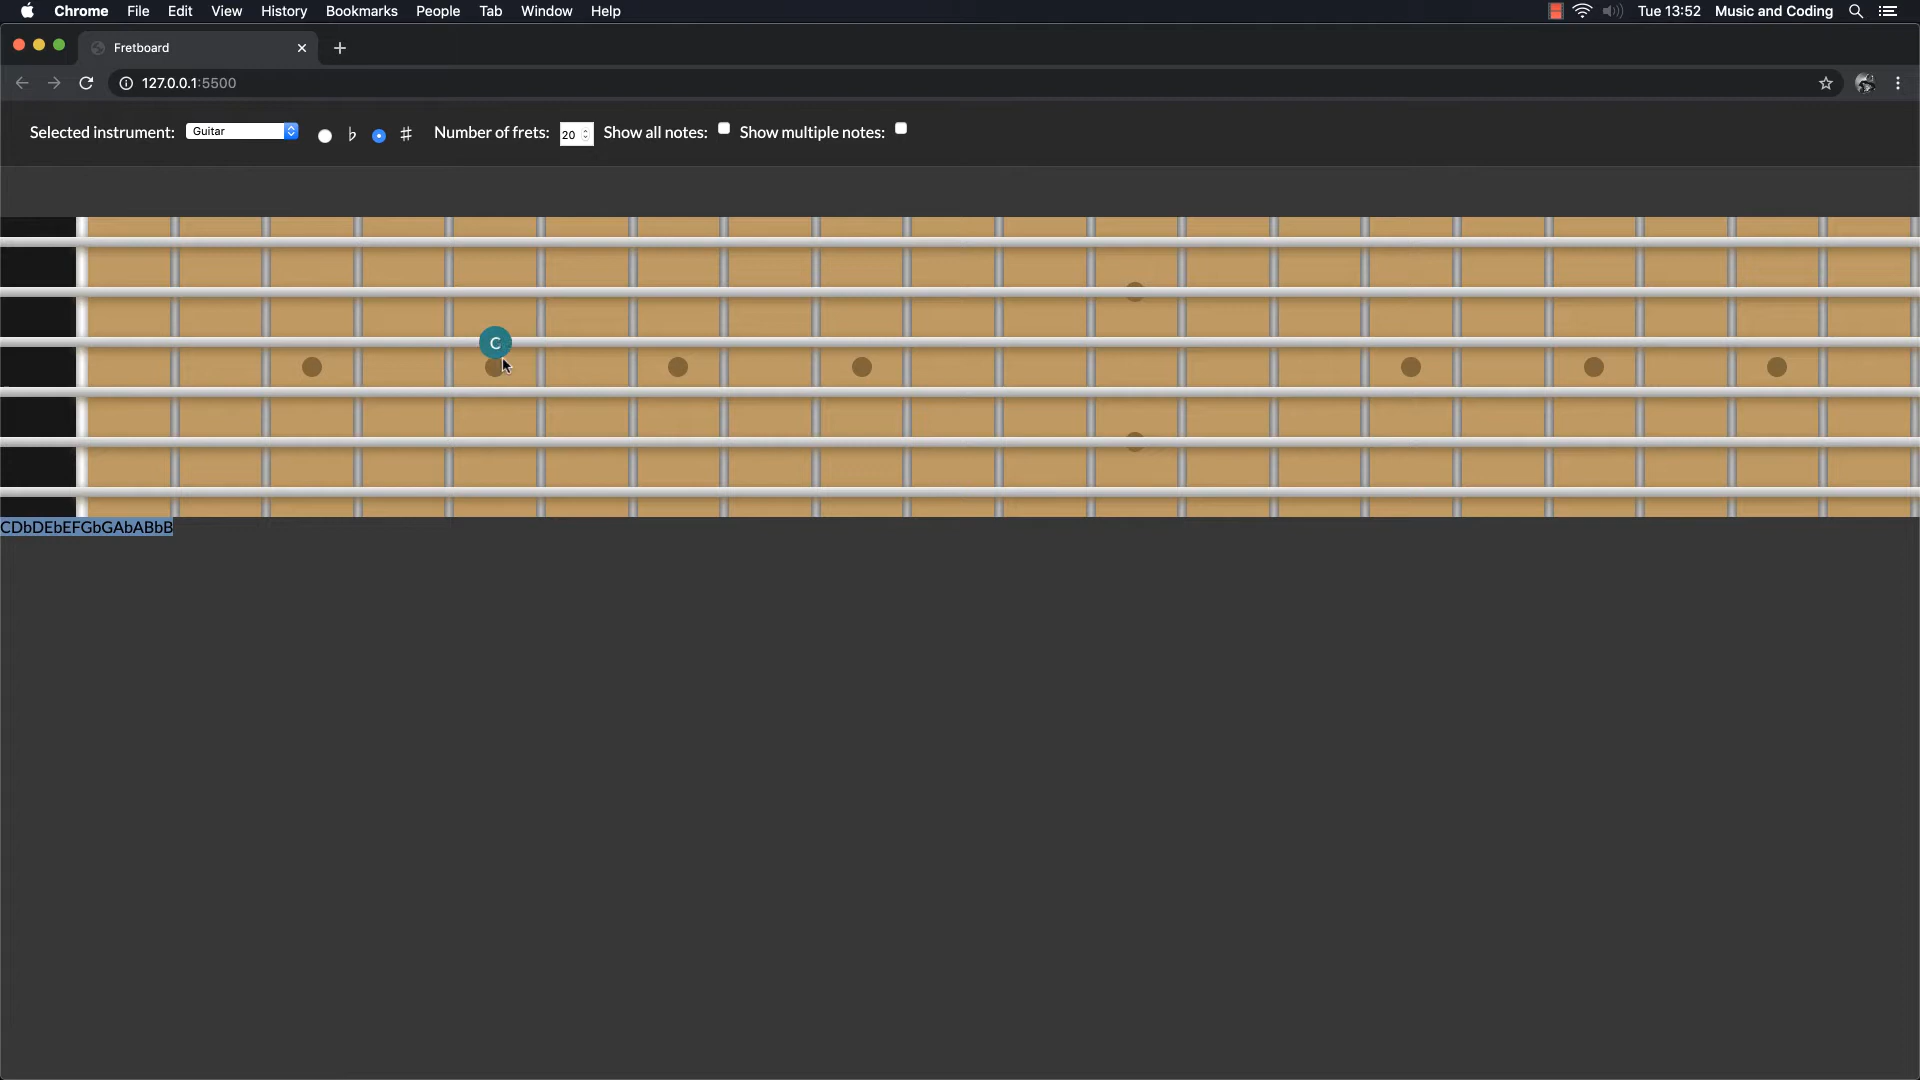 Chrome File Edit View History Bookmarks People Tab Window Help Tue 13:52 Music and Coding
Fretboard
127.0.0.1:5500
Selected instrument: Guitar ♭ ♯ Number of frets: 20 Show all notes: Show multiple notes:
C
CDbDEbEFGbGAbABbB